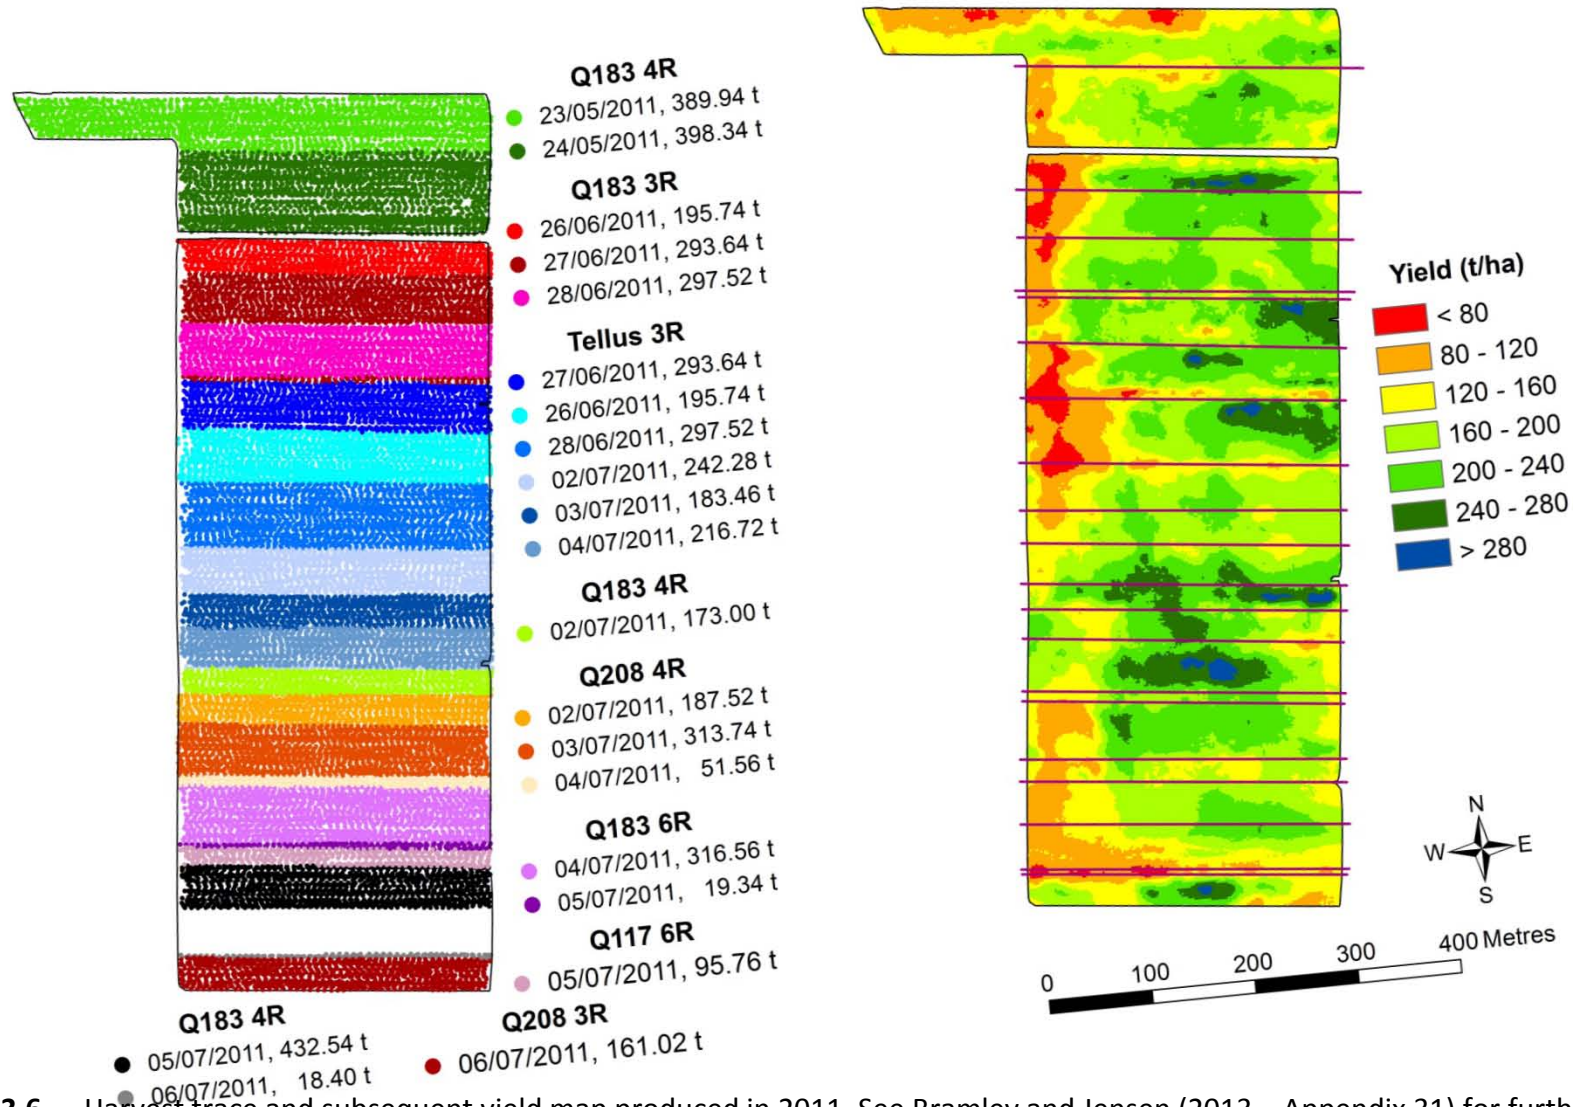 Q183 4R
23/05/2011, 389.94 t
24/05/2011, 398.34 t
Q183 3R
26/06/2011, 195.74 t
27/06/2011, 293.64 t
28/06/2011, 297.52 t
Tellus 3R
27/06/2011, 293.64 t
26/06/2011, 195.74 t
28/06/2011, 297.52 t
02/07/2011, 242.28 t
03/07/2011, 183.46 t
04/07/2011, 216.72 t
Q183 4R
02/07/2011, 173.00 t
Q208 4R
02/07/2011, 187.52 t
03/07/2011, 313.74 t
04/07/2011, 51.56 t
Q183 6R
04/07/2011, 316.56 t
05/07/2011, 19.34 t
Q117 6R
05/07/2011, 95.76 t
Q183 4R
05/07/2011, 432.54 t
06/07/2011, 18.40 t
Q208 3R
06/07/2011, 161.02 t
Yield (t/ha)
< 80
80 - 120
120 - 160
160 - 200
200 - 240
240 - 280
> 280
N
W E
S
0 100 200 300 400 Metres
Harvest trace and subsequent yield map produced in 2011. See Bramley and Jensen (2013 – Appendix 31) for furth